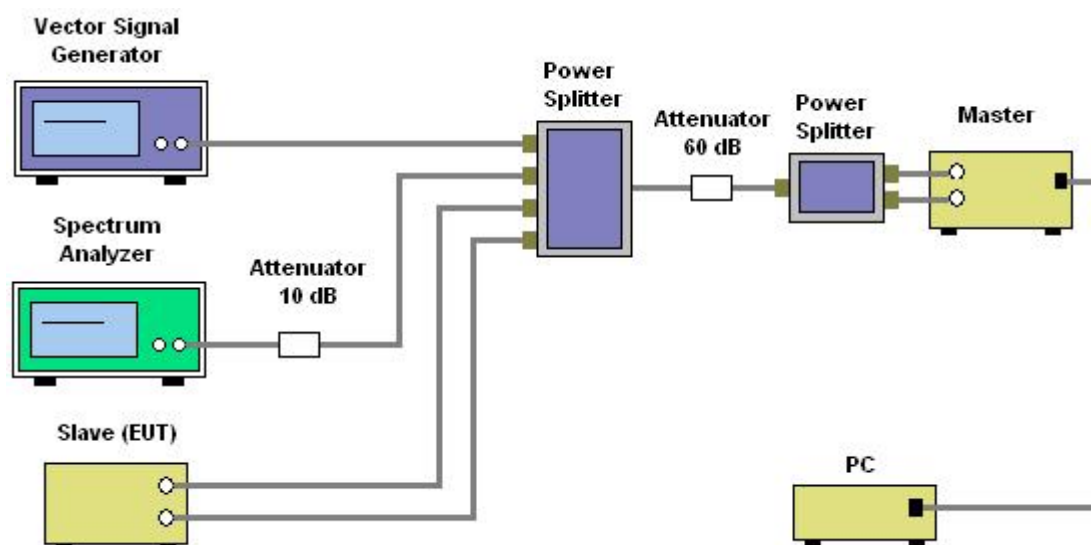 Vector Signal
Generator
Power
Splitter
Attenuator
60 dB
Power
Splitter
Master
Spectrum
Analyzer
Attenuator
10 dB
Slave (EUT)
PC